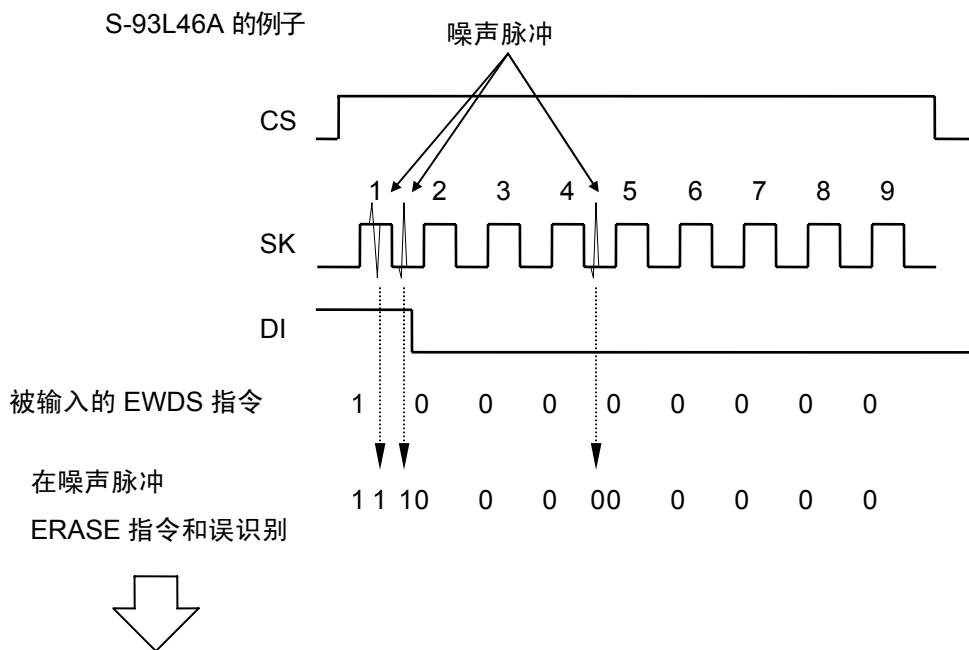 S-93L46A 的例子
噪声脉冲
CS
1 2 3 4 5 6 7 8 9
SK
DI
被输入的 EWDS 指令 1 0 0 0 0 0 0 0 0
在噪声脉冲
1 1 10 0 0 00 0 0 0 0
ERASE 指令和误识别